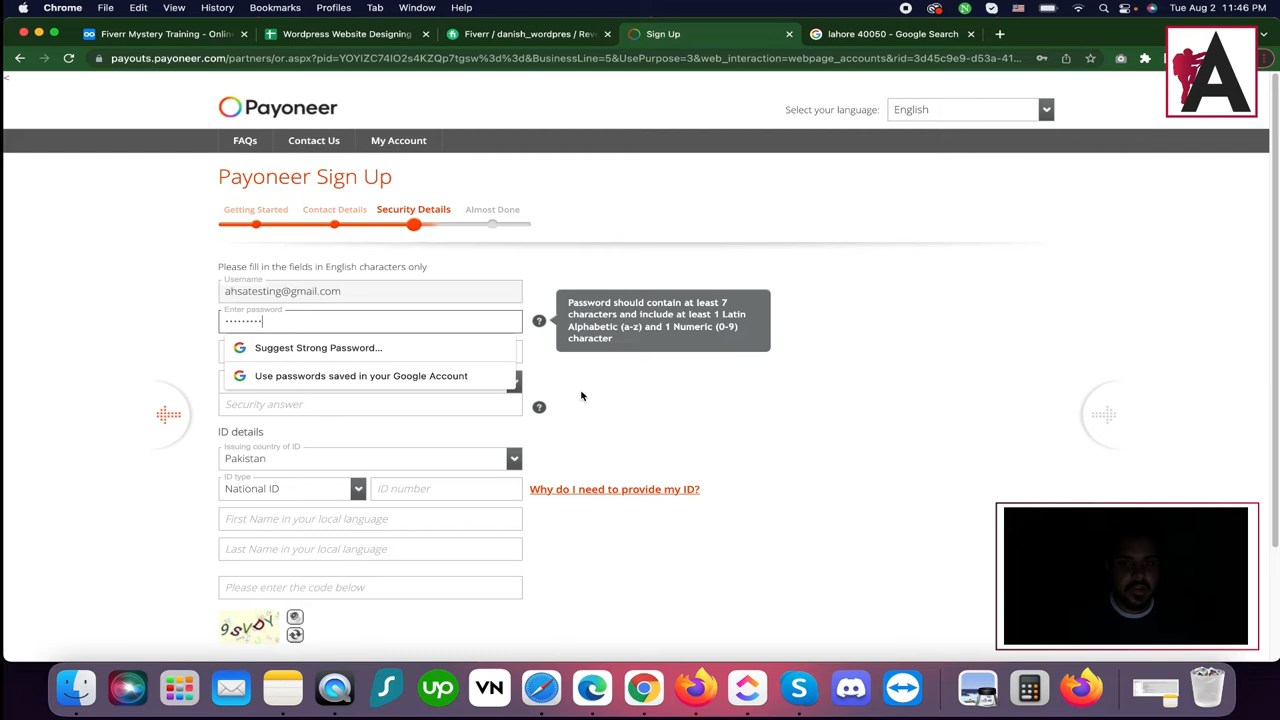 Chrome File Edit View History Bookmarks Profiles Tab Window Help Tue Aug 2 11:46 PM
Fiverr Mystery Training - Onlin Wordpress Website Designing Fiverr / danish_wordpres / Reve Sign Up lahore 40050 - Google Search
payouts.payoneer.com/partners/or.aspx?pid=YOYIZC74IO2s4KZQp7tgsw%3d%3d&BusinessLine=5&UsePurpose=3&web_interaction=webpage_accounts&rid=3d45c9e9-d53a-41...
<
A
Payoneer
Select your language: English
FAQs Contact Us My Account
Payoneer Sign Up
Getting Started Contact Details Security Details Almost Done
Please fill in the fields in English characters only
Username
ahsatesting@gmail.com
Enter password
•••••••••
?
Password should contain at least 7
characters and include at least 1 Latin
Alphabetic (a-z) and 1 Numeric (0-9)
character
Suggest Strong Password...
Use passwords saved in your Google Account
Security answer
?
ID details
Issuing country of ID
Pakistan
ID type
National ID ID number Why do I need to provide my ID?
First Name in your local language
Last Name in your local language
Please enter the code below
9sVDY
up VN